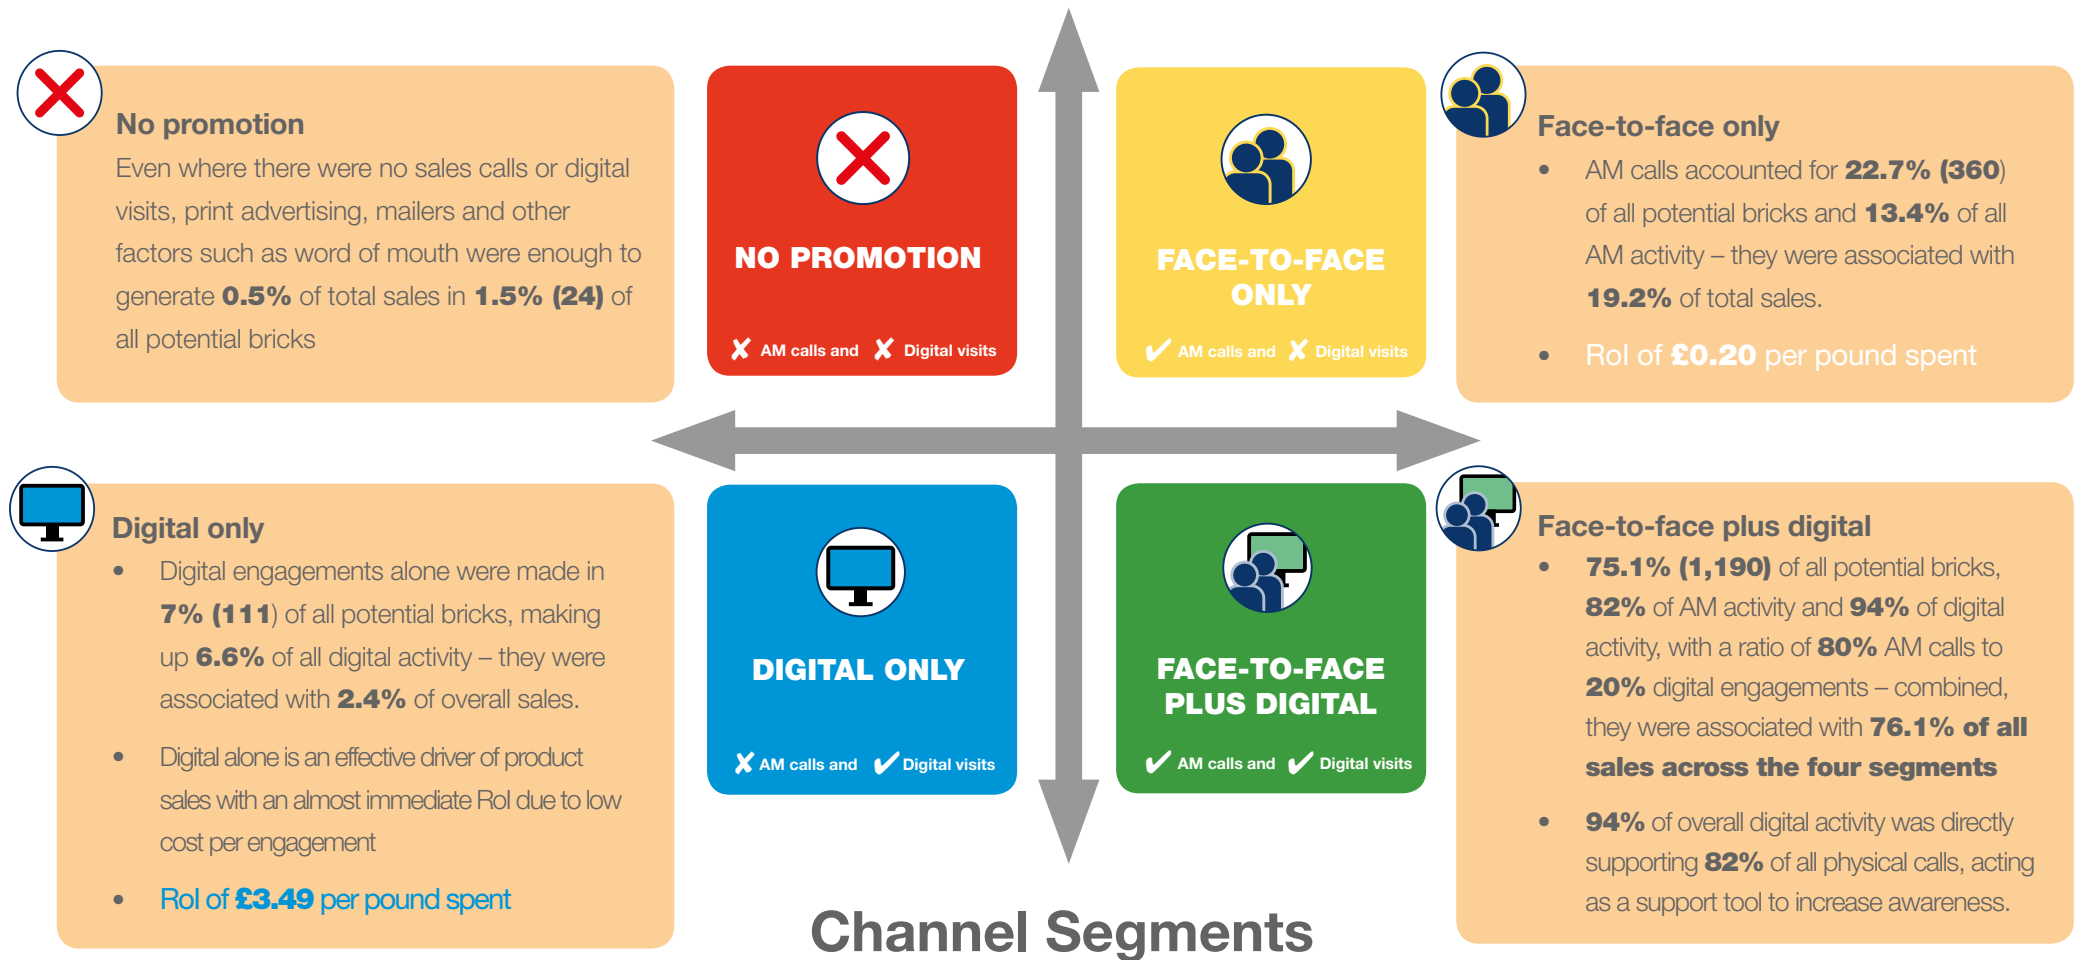 No promotion
Even where there were no sales calls or digital
visits, print advertising, mailers and other
factors such as word of mouth were enough to
generate 0.5% of total sales in 1.5% (24) of
all potential bricks
NO PROMOTION
✘ AM calls and ✘ Digital visits
FACE-TO-FACE
ONLY
✔ AM calls and ✘ Digital visits
Face-to-face only
• AM calls accounted for 22.7% (360)
of all potential bricks and 13.4% of all
AM activity – they were associated with
19.2% of total sales.
• RoI of £0.20 per pound spent
Digital only
• Digital engagements alone were made in
7% (111) of all potential bricks, making
up 6.6% of all digital activity – they were
associated with 2.4% of overall sales.
• Digital alone is an effective driver of product
sales with an almost immediate RoI due to low
cost per engagement
• RoI of £3.49 per pound spent
DIGITAL ONLY
✘ AM calls and ✔ Digital visits
FACE-TO-FACE
PLUS DIGITAL
✔ AM calls and ✔ Digital visits
Face-to-face plus digital
• 75.1% (1,190) of all potential bricks,
82% of AM activity and 94% of digital
activity, with a ratio of 80% AM calls to
20% digital engagements – combined,
they were associated with 76.1% of all
sales across the four segments
• 94% of overall digital activity was directly
supporting 82% of all physical calls, acting
as a support tool to increase awareness.
Channel Segments